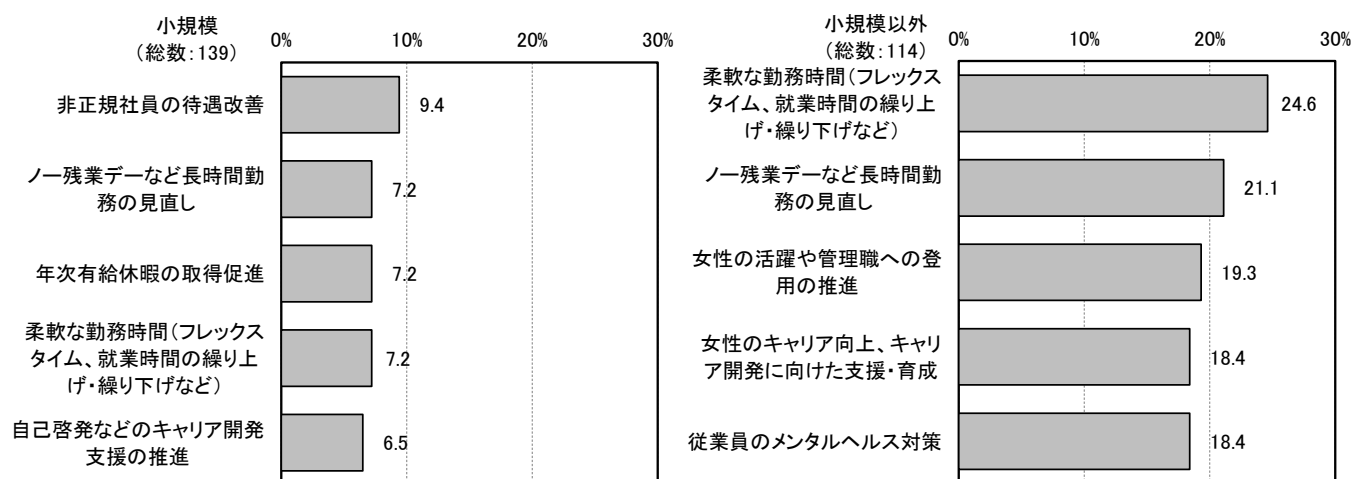 小規模
（総数：139）
0%
10%
20%
30%
非正規社員の待遇改善
9.4
ノー残業デーなど長時間勤
務の見直し
7.2
年次有給休暇の取得促進
7.2
柔軟な勤務時間（フレックス
タイム、就業時間の繰り上
げ・繰り下げなど）
7.2
自己啓発などのキャリア開発
支援の推進
6.5
小規模以外
（総数：114）
0%
10%
20%
30%
柔軟な勤務時間（フレックス
タイム、就業時間の繰り上
げ・繰り下げなど）
24.6
ノー残業デーなど長時間勤
務の見直し
21.1
女性の活躍や管理職への登
用の推進
19.3
女性のキャリア向上、キャリ
ア開発に向けた支援・育成
18.4
従業員のメンタルヘルス対策
18.4